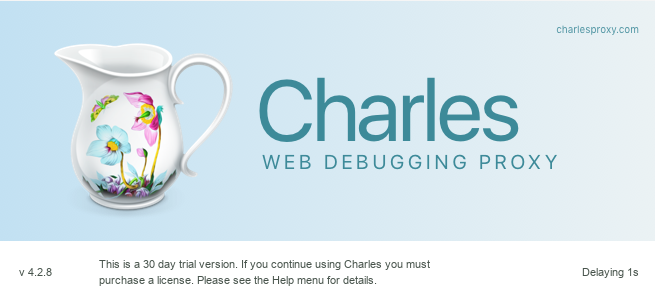 charlesproxy.com
Charles
WEB DEBUGGING PROXY
v 4.2.8
This is a 30 day trial version. If you continue using Charles you must
purchase a license. Please see the Help menu for details.
Delaying 1s